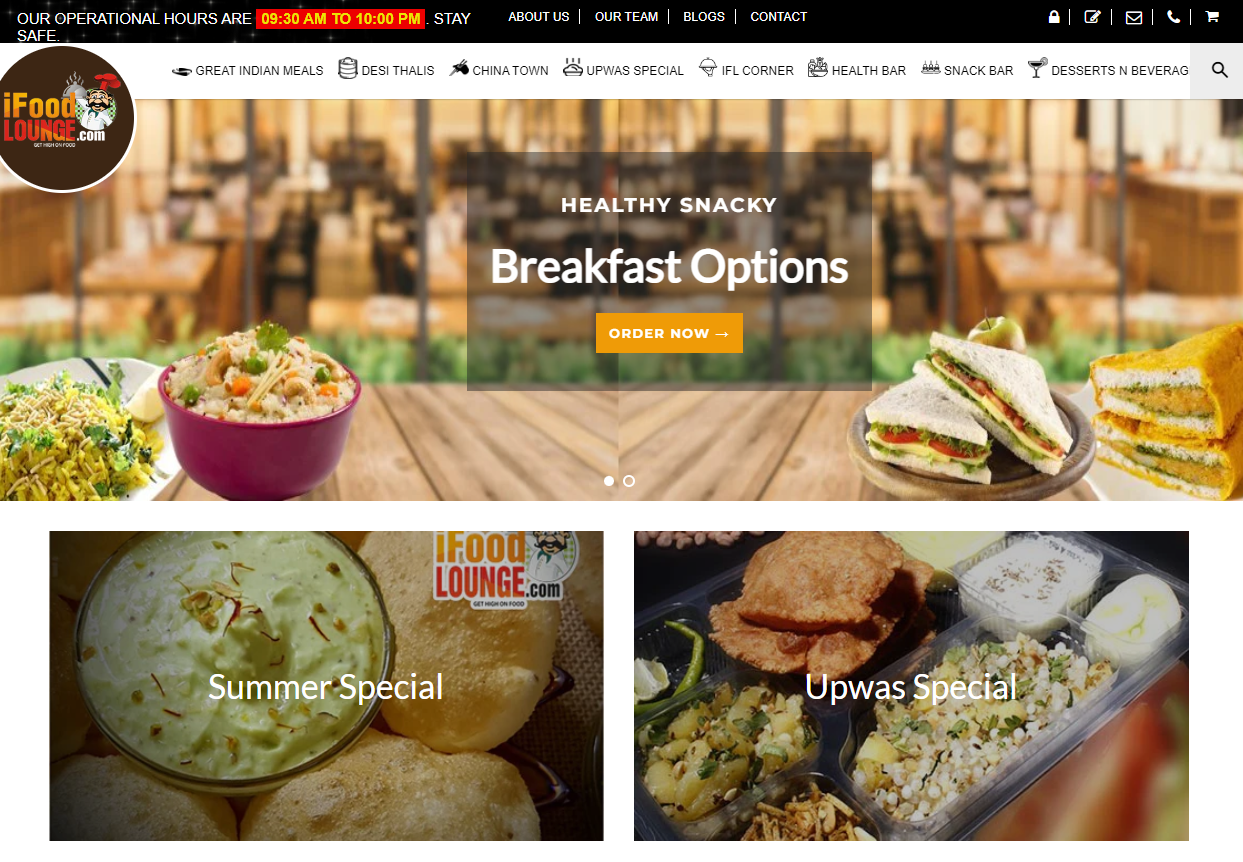 OUR OPERATIONAL HOURS ARE 09:30 AM TO 10:00 PM . STAY
SAFE.
ABOUT US
OUR TEAM
BLOGS
CONTACT
iFood
LOUNGE.com
GET HIGH ON FOOD
GREAT INDIAN MEALS
DESI THALIS
CHINA TOWN
UPWAS SPECIAL
IFL CORNER
HEALTH BAR
SNACK BAR
DESSERTS N BEVERAG
HEALTHY SNACKY
Breakfast Options
ORDER NOW →
iFood
LOUNGE.com
GET HIGH ON FOOD
Summer Special
Upwas Special